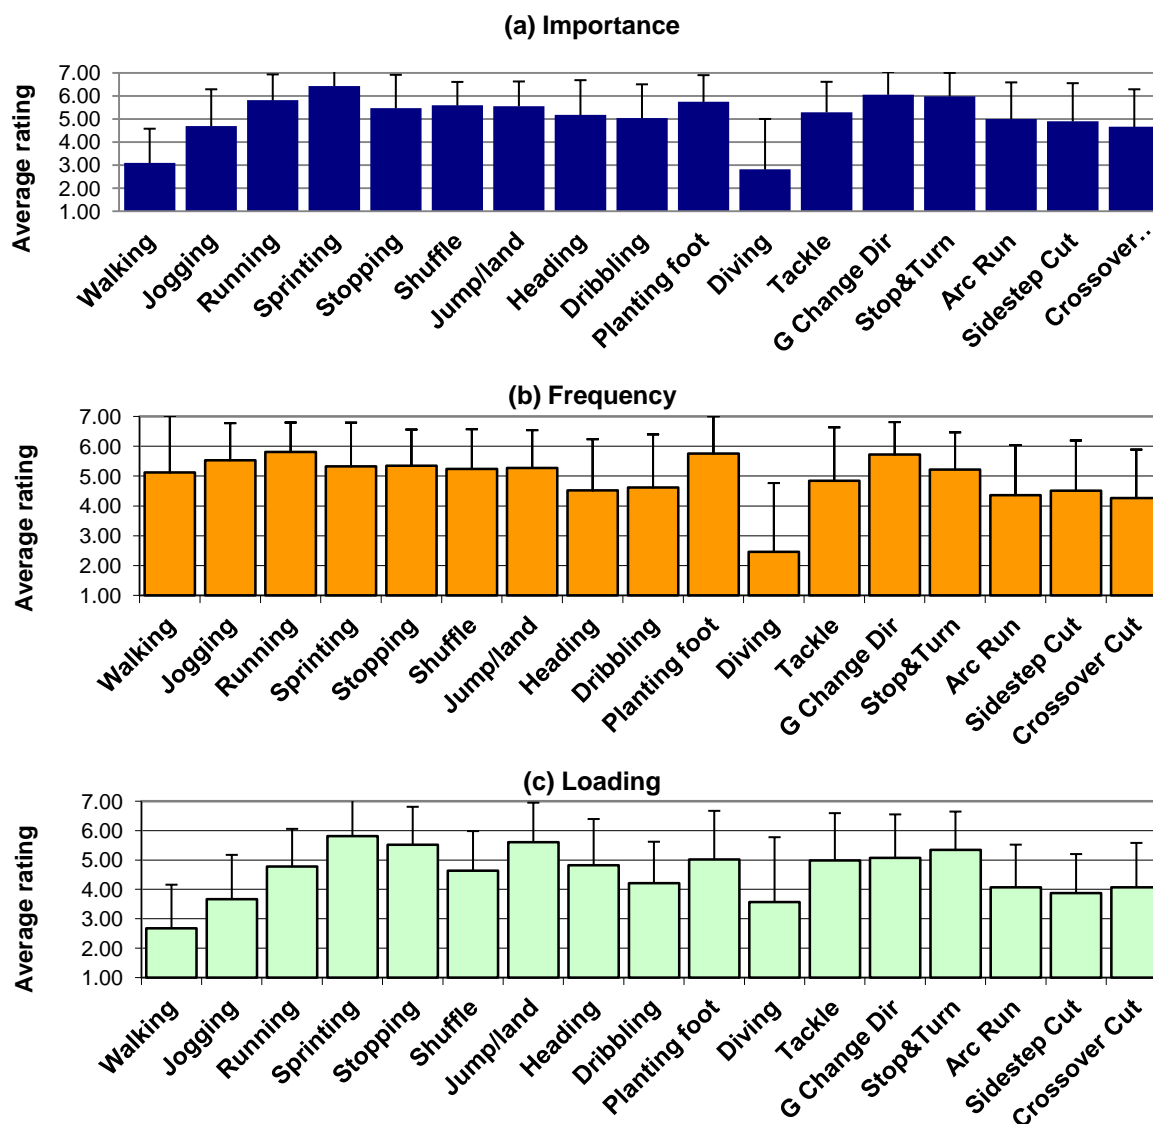 (a) Importance
Average rating
7.00
6.00
5.00
4.00
3.00
2.00
1.00
Walking
Jogging
Running
Sprinting
Stopping
Shuffle
Jump/land
Heading
Dribbling
Planting foot
Diving
Tackle
G Change Dir
Stop&Turn
Arc Run
Sidestep Cut
Crossover..
(b) Frequency
Average rating
7.00
6.00
5.00
4.00
3.00
2.00
1.00
Walking
Jogging
Running
Sprinting
Stopping
Shuffle
Jump/land
Heading
Dribbling
Planting foot
Diving
Tackle
G Change Dir
Stop&Turn
Arc Run
Sidestep Cut
Crossover Cut
(c) Loading
Average rating
7.00
6.00
5.00
4.00
3.00
2.00
1.00
Walking
Jogging
Running
Sprinting
Stopping
Shuffle
Jump/land
Heading
Dribbling
Planting foot
Diving
Tackle
G Change Dir
Stop&Turn
Arc Run
Sidestep Cut
Crossover Cut